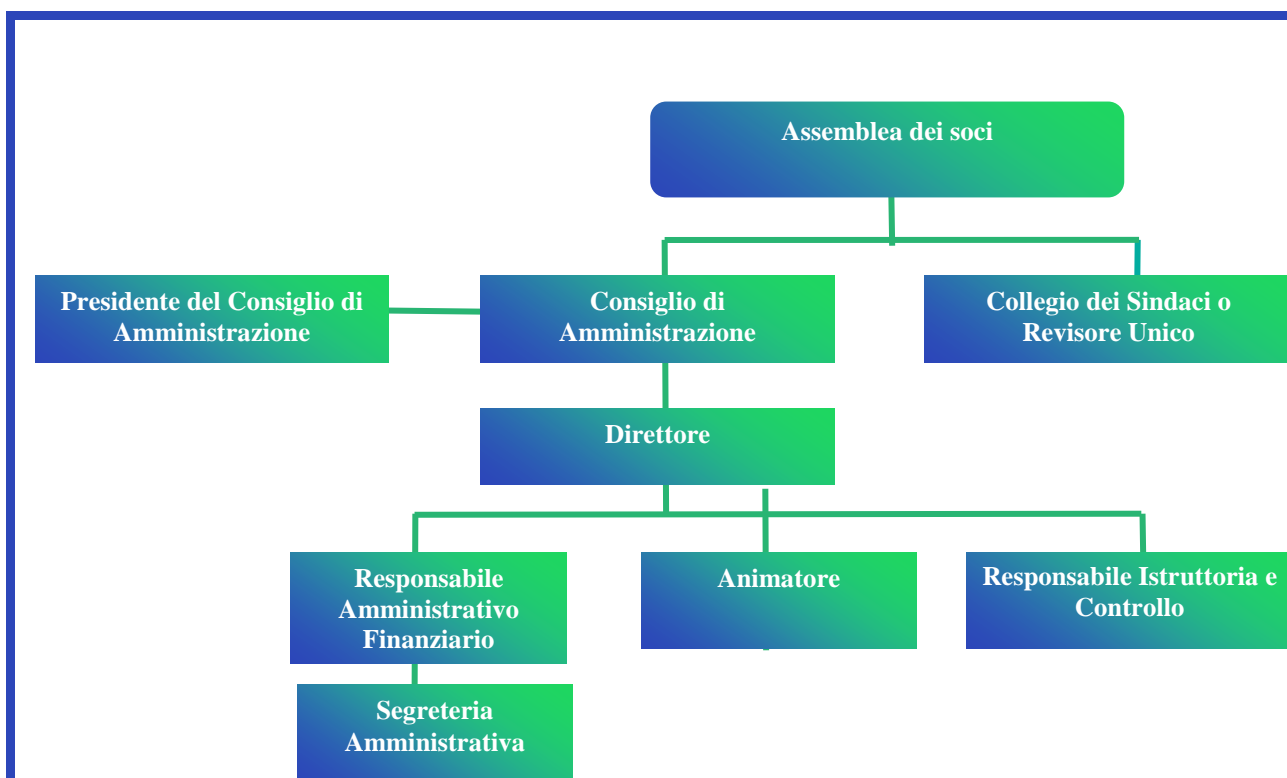 Assemblea dei soci
Presidente del Consiglio di
Amministrazione
Consiglio di
Amministrazione
Collegio dei Sindaci o
Revisore Unico
Direttore
Responsabile
Amministrativo
Finanziario
Animatore
Responsabile Istruttoria e
Controllo
Segreteria
Amministrativa